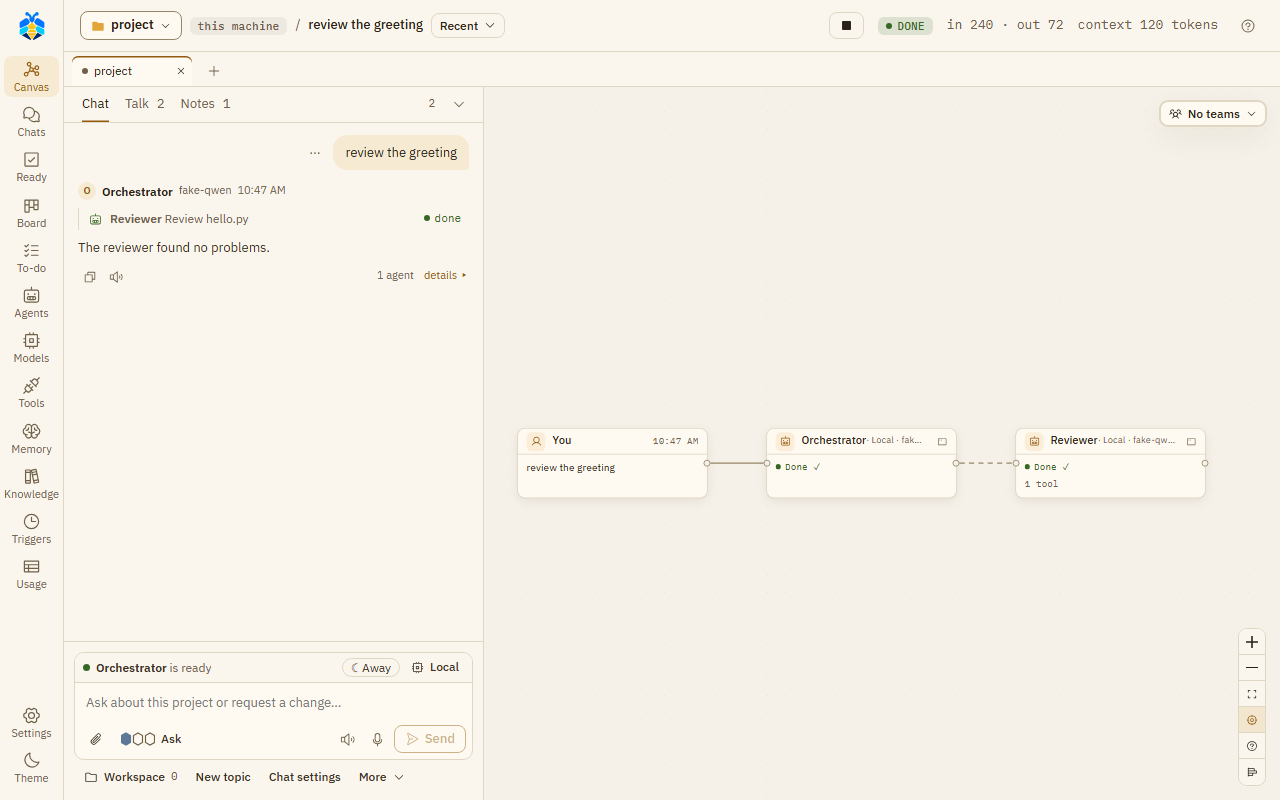 project
this machine
/
review the greeting
Recent
DONE
in 240 · out 72
context 120 tokens
Canvas
Chats
Ready
Board
To-do
Agents
Models
Tools
Memory
Knowledge
Triggers
Usage
Settings
Theme
project
Chat
Talk 2
Notes 1
2
review the greeting
O
Orchestrator fake-qwen 10:47 AM
Reviewer Review hello.py
done
The reviewer found no problems.
1 agent
details
Orchestrator is ready
Away
Local
Ask about this project or request a change...
Ask
Send
Workspace 0
New topic
Chat settings
More
No teams
You
10:47 AM
review the greeting
Orchestrator · Local · fak...
Done ✓
Reviewer · Local · fake-qw...
Done ✓
1 tool